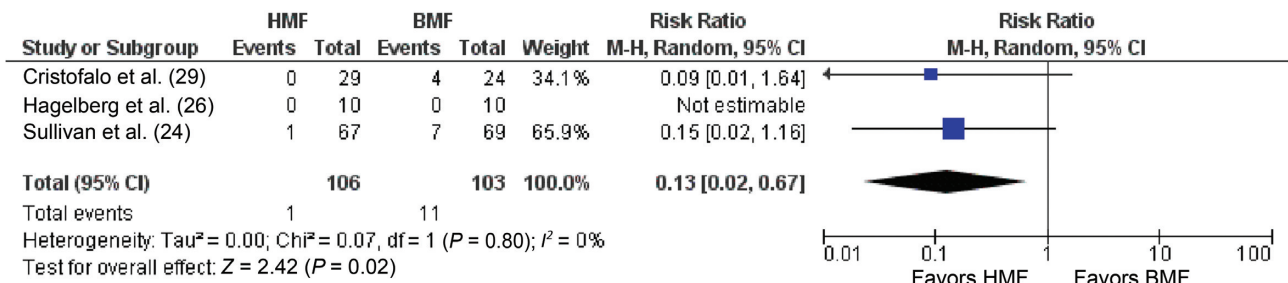 HMF BMF Risk Ratio Risk Ratio
Study or Subgroup Events Total Events Total Weight M-H, Random, 95% CI M-H, Random, 95% CI
Cristofalo et al. (29) 0 29 4 24 34.1% 0.09 [0.01, 1.64]
Hagelberg et al. (26) 0 10 0 10 Not estimable
Sullivan et al. (24) 1 67 7 69 65.9% 0.15 [0.02, 1.16]
Total (95% CI) 106 103 100.0% 0.13 [0.02, 0.67]
Total events 1 11
Heterogeneity: Tau² = 0.00; Chi² = 0.07, df = 1 (P = 0.80); I² = 0%
Test for overall effect: Z = 2.42 (P = 0.02)
0.01 0.1 1 10 100
Favors HMF Favors BMF